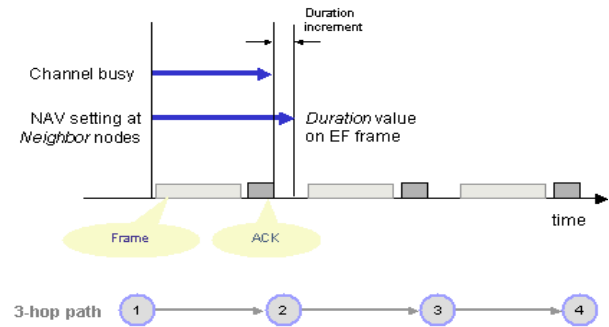 Duration
increment
Channel busy
NAV setting at
Neighbor nodes
Duration value
on EF frame
time
Frame
ACK
3-hop path
1
2
3
4